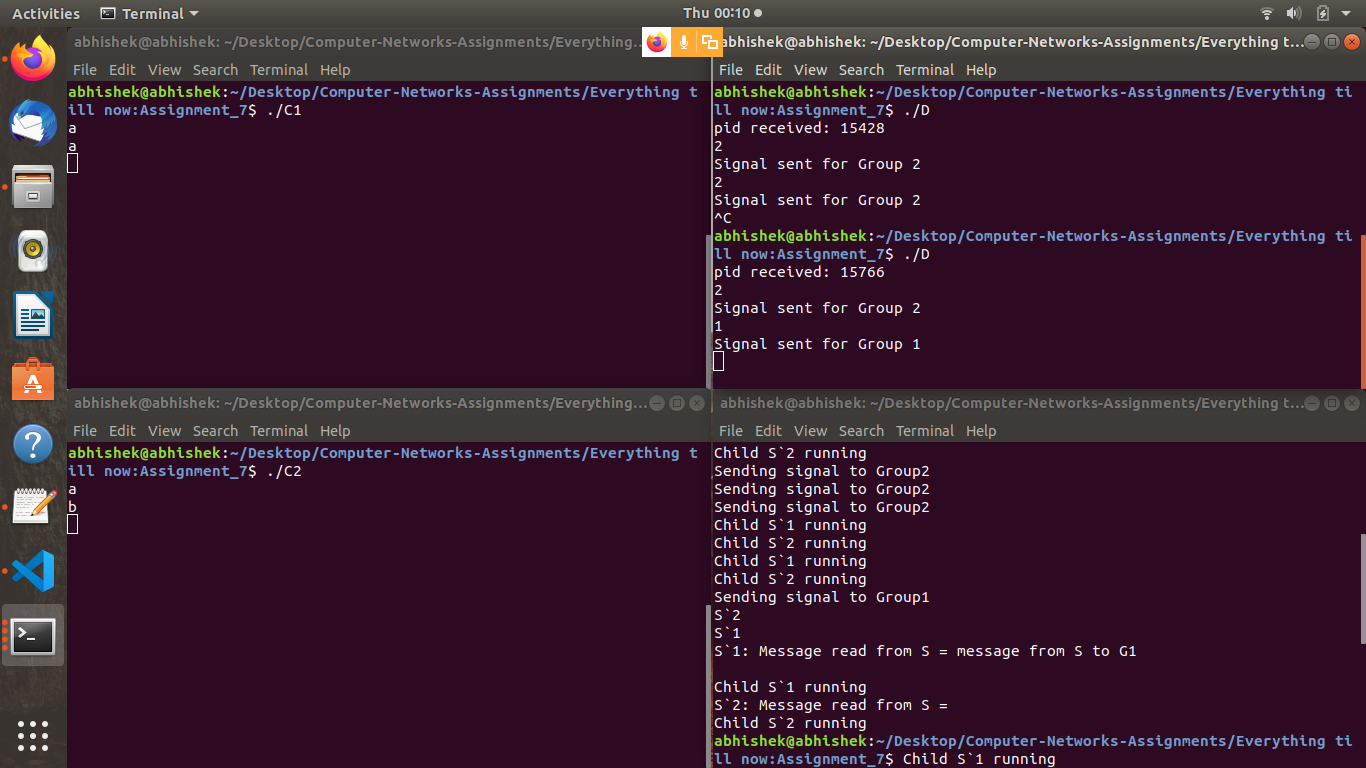 Activities Terminal Thu 00:10
abhishek@abhishek: ~/Desktop/Computer-Networks-Assignments/Everything...
File Edit View Search Terminal Help
abhishek@abhishek:~/Desktop/Computer-Networks-Assignments/Everything t
ill now:Assignment_7$ ./C1
a
a
abhishek@abhishek: ~/Desktop/Computer-Networks-Assignments/Everything t...
File Edit View Search Terminal Help
abhishek@abhishek:~/Desktop/Computer-Networks-Assignments/Everything ti
ll now:Assignment_7$ ./D
pid received: 15428
2
Signal sent for Group 2
2
Signal sent for Group 2
^C
abhishek@abhishek:~/Desktop/Computer-Networks-Assignments/Everything ti
ll now:Assignment_7$ ./D
pid received: 15766
2
Signal sent for Group 2
1
Signal sent for Group 1
abhishek@abhishek: ~/Desktop/Computer-Networks-Assignments/Everything...
File Edit View Search Terminal Help
abhishek@abhishek:~/Desktop/Computer-Networks-Assignments/Everything t
ill now:Assignment_7$ ./C2
a
b
abhishek@abhishek: ~/Desktop/Computer-Networks-Assignments/Everything t...
File Edit View Search Terminal Help
Child S`2 running
Sending signal to Group2
Sending signal to Group2
Sending signal to Group2
Child S`1 running
Child S`2 running
Child S`1 running
Child S`2 running
Sending signal to Group1
S`2
S`1
S`1: Message read from S = message from S to G1
Child S`1 running
S`2: Message read from S =
Child S`2 running
abhishek@abhishek:~/Desktop/Computer-Networks-Assignments/Everything ti
ll now:Assignment_7$ Child S`1 running